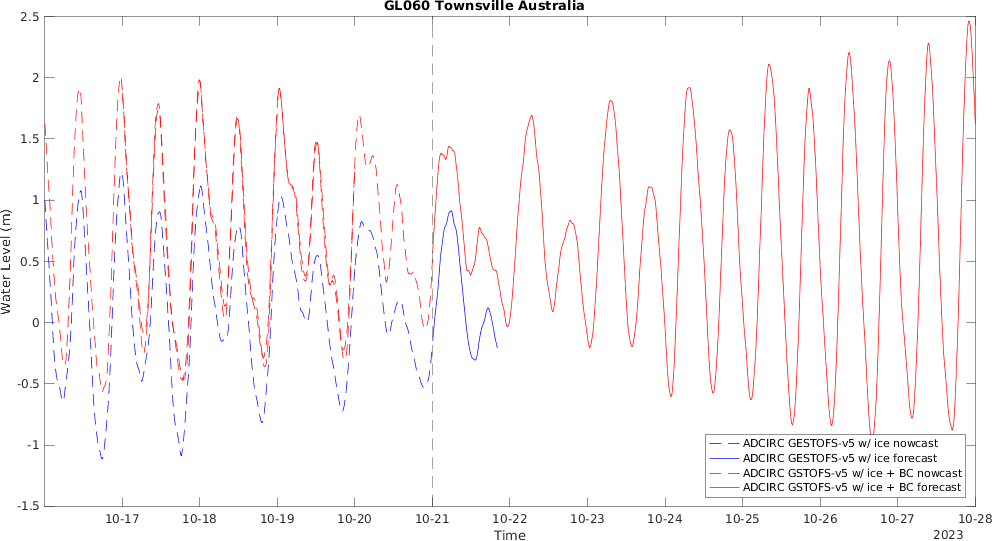 GL060 Townsville Australia
2.5
2
1.5
1
0.5
0
-0.5
-1
-1.5
Water Level (m)
ADCIRC GESTOFS-v5 w/ ice nowcast
ADCIRC GESTOFS-v5 w/ ice forecast
ADCIRC GSTOFS-v5 w/ ice + BC nowcast
ADCIRC GSTOFS-v5 w/ ice + BC forecast
10-17 10-18 10-19 10-20 10-21 10-22 10-23 10-24 10-25 10-26 10-27 10-28
Time
2023